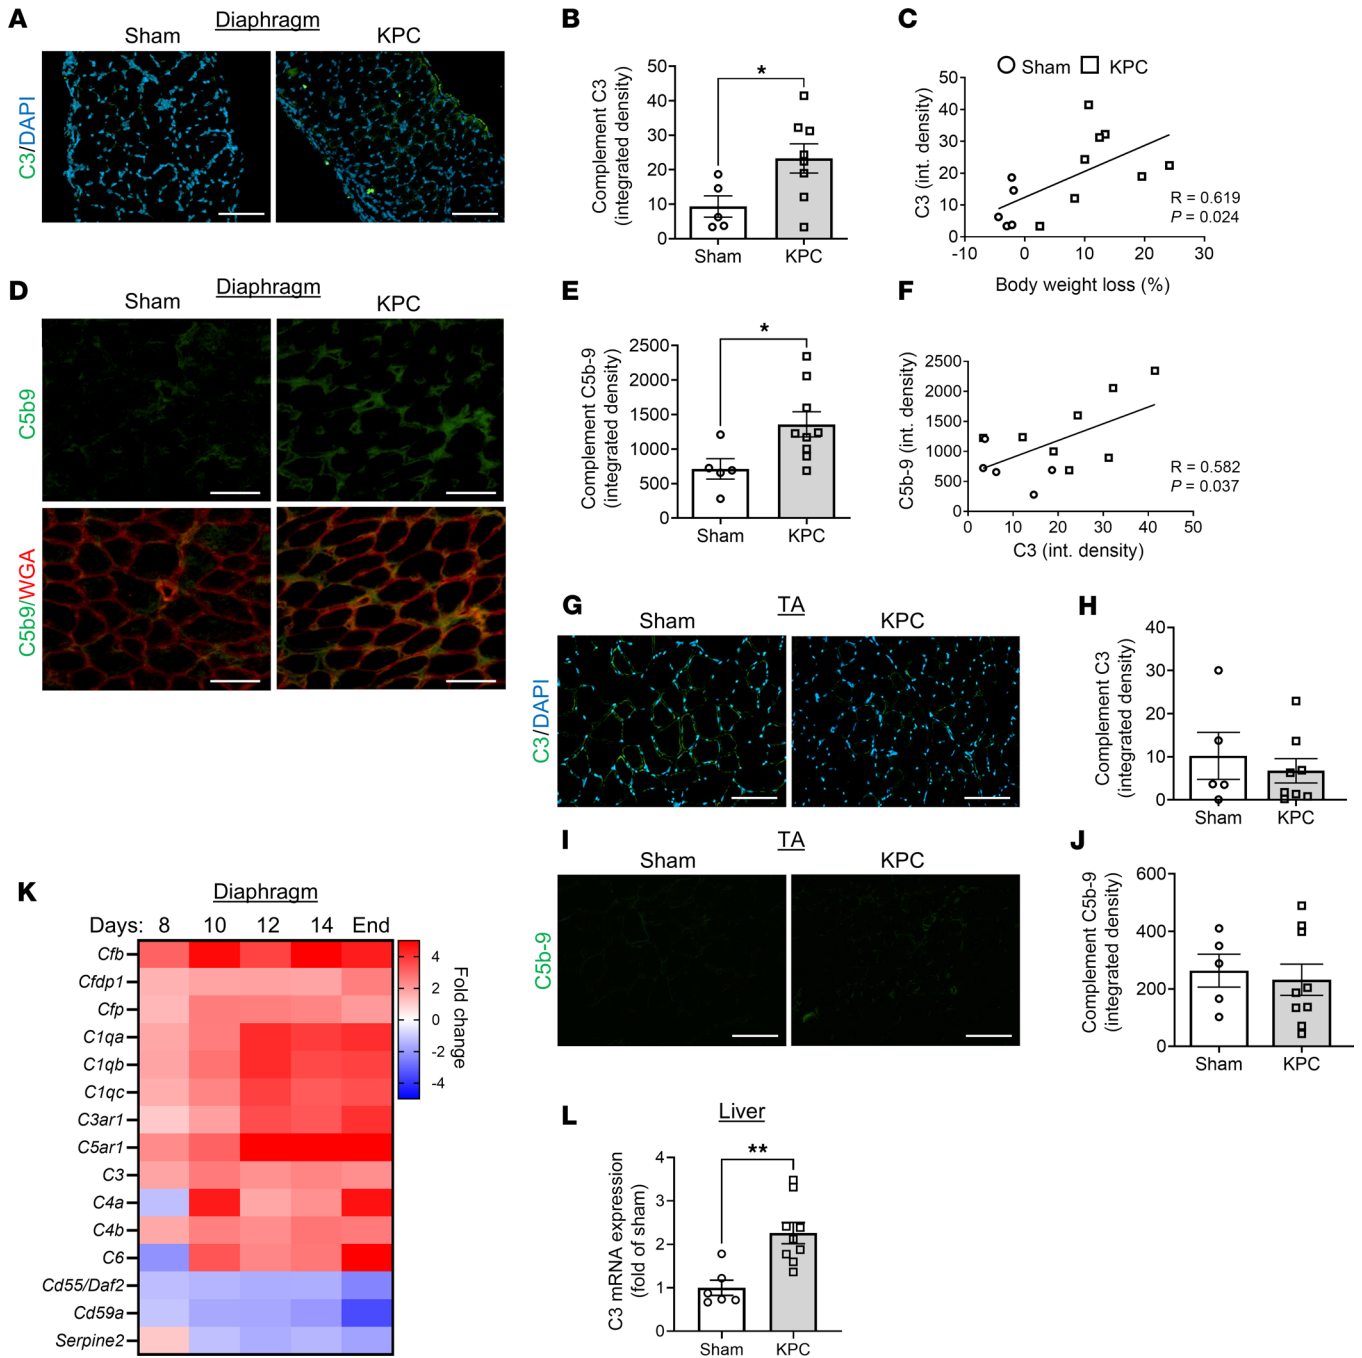 A
Diaphragm
Sham
KPC
C3/DAPI
B
Complement C3
(integrated density)
50
40
30
20
10
0
*
Sham
KPC
C
Sham
KPC
C3 (int. density)
50
40
30
20
10
0
-10
0
10
20
30
R = 0.619
P = 0.024
Body weight loss (%)
D
Diaphragm
Sham
KPC
C5b9
C5b9/WGA
E
Complement C5b-9
(integrated density)
2500
2000
1500
1000
500
0
*
Sham
KPC
F
C5b-9 (int. density)
2500
2000
1500
1000
500
0
0
10
20
30
40
50
R = 0.582
P = 0.037
C3 (int. density)
G
TA
Sham
KPC
C3/DAPI
H
Complement C3
(integrated density)
40
30
20
10
0
Sham
KPC
I
TA
Sham
KPC
C5b-9
J
Complement C5b-9
(integrated density)
600
400
200
0
Sham
KPC
K
Diaphragm
Days: 8 10 12 14 End
Cfb
Cfdp1
Cfp
C1qa
C1qb
C1qc
C3ar1
C5ar1
C3
C4a
C4b
C6
Cd55/Daf2
Cd59a
Serpine2
4
2
0
-2
-4
Fold change
L
Liver
C3 mRNA expression
(fold of sham)
4
3
2
1
0
**
Sham
KPC